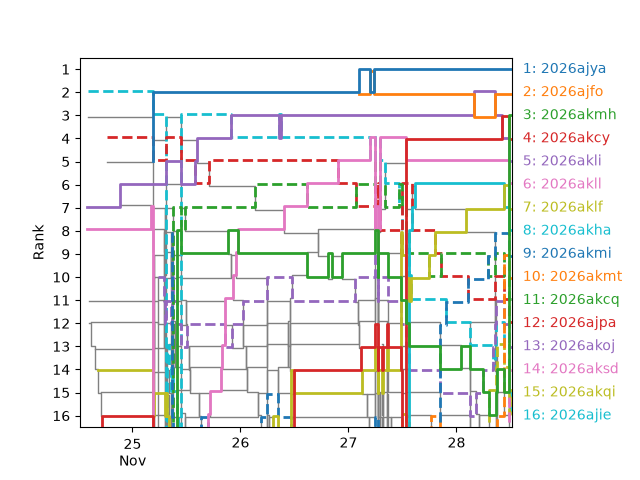 1
2
3
4
5
6
7
8
9
10
11
12
13
14
15
16
Rank
25
26
27
28
Nov
1: 2026ajya
2: 2026ajfo
3: 2026akmh
4: 2026akcy
5: 2026akli
6: 2026akll
7: 2026aklf
8: 2026akha
9: 2026akmi
10: 2026akmt
11: 2026akcq
12: 2026ajpa
13: 2026akoj
14: 2026aksd
15: 2026akqi
16: 2026ajie